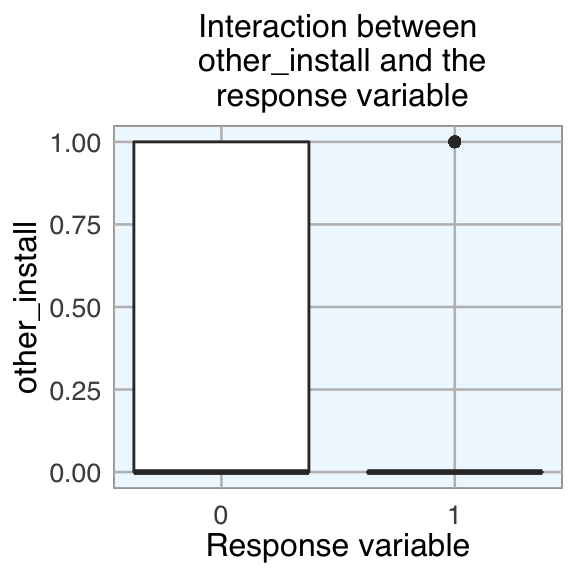 Interaction between
other_install and the
response variable
1.00
0.75
0.50
0.25
0.00
other_install
0
1
Response variable